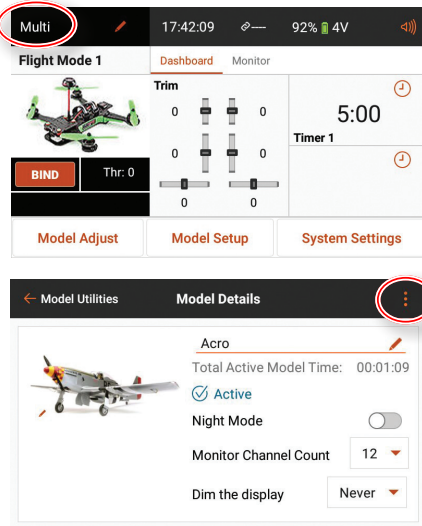 Multi 17:42:09 ---- 92% 4V
Flight Mode 1 Dashboard Monitor
Trim
0 0
5:00
Timer 1
0 0
BIND Thr: 0
0 0
Model Adjust Model Setup System Settings
Model Utilities Model Details
Acro
Total Active Model Time: 00:01:09
Active
Night Mode
Monitor Channel Count 12
Dim the display Never